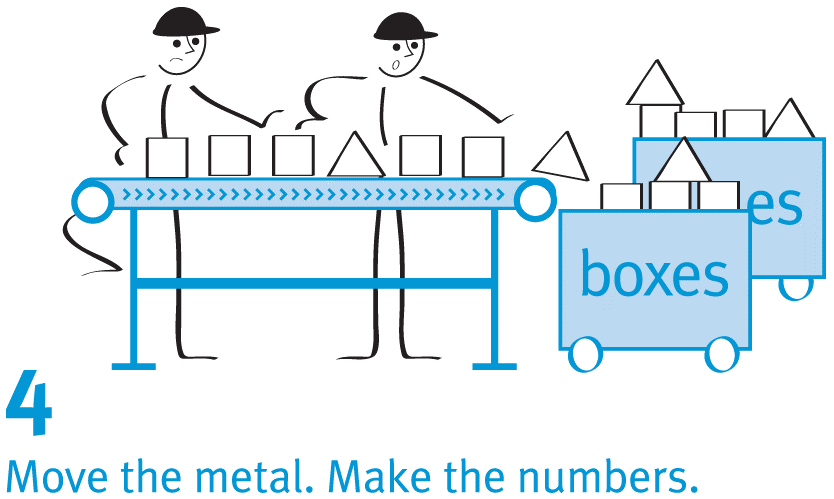 es
boxes
4
Move the metal. Make the numbers.